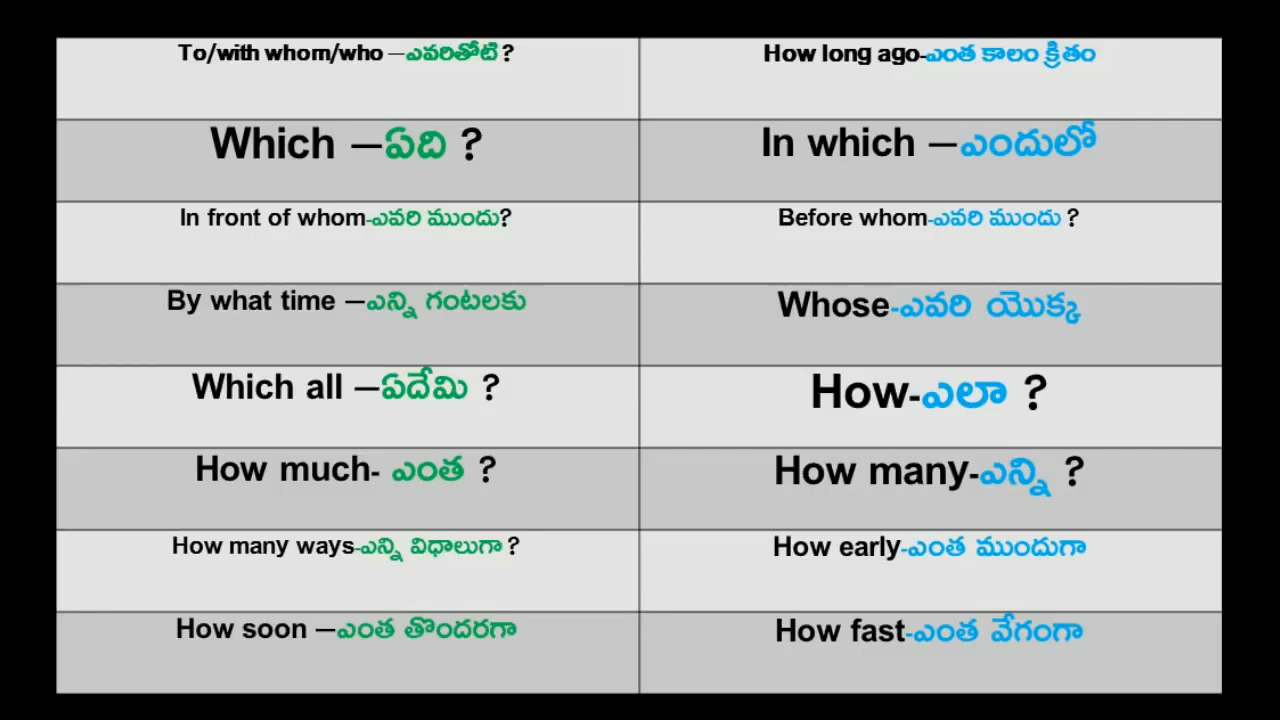 To/with whom/who –ఎవరితోటి?
How long ago-ఎంత కాలం క్రితం
Which –ఏది ?
In which –ఎందులో
In front of whom-ఎవరి ముందు?
Before whom-ఎవరి ముందు ?
By what time –ఎన్ని గంటలకు
Whose-ఎవరి యొక్క
Which all –ఏదేమి ?
How-ఎలా ?
How much- ఎంత ?
How many-ఎన్ని ?
How many ways-ఎన్ని విధాలుగా ?
How early-ఎంత ముందుగా
How soon –ఎంత తొందరగా
How fast-ఎంత వేగంగా